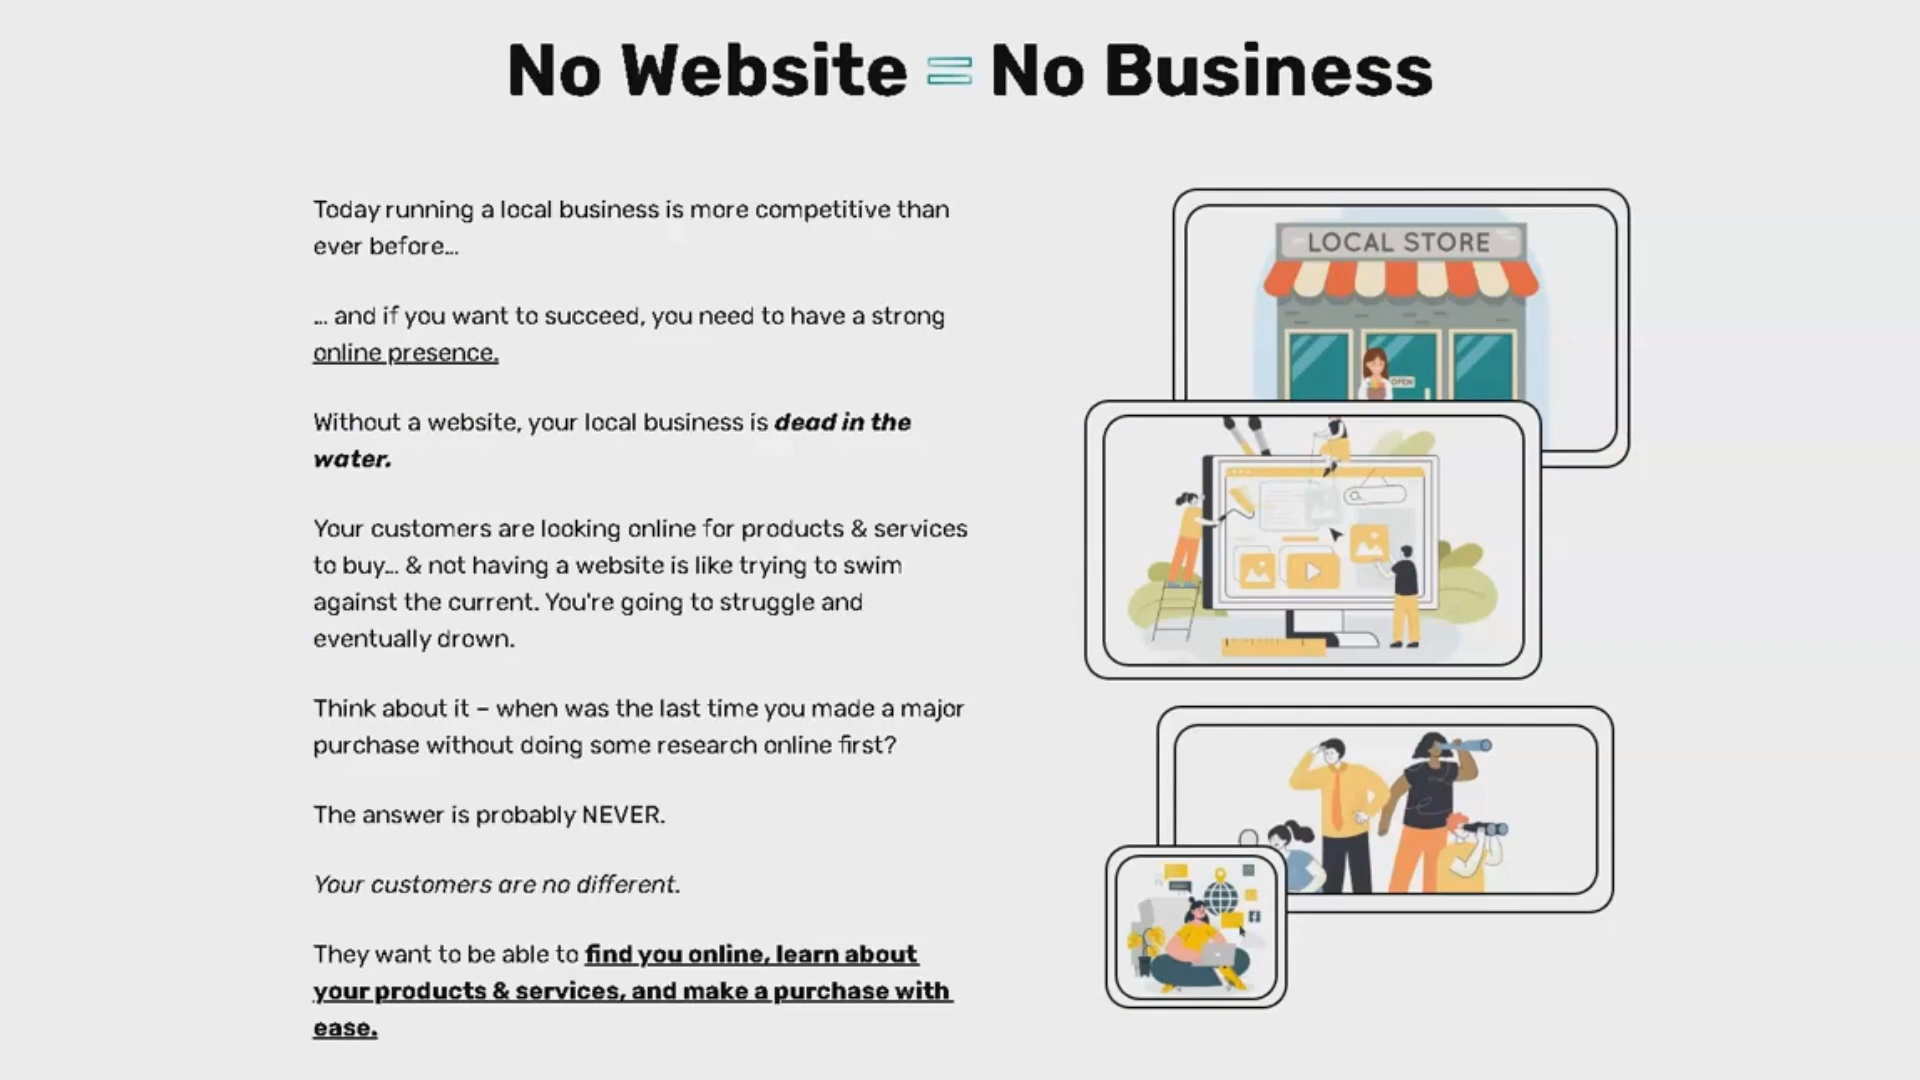 No Website = No Business
Today running a local business is more competitive than
ever before...
... and if you want to succeed, you need to have a strong
online presence.
Without a website, your local business is dead in the
water.
Your customers are looking online for products & services
to buy... & not having a website is like trying to swim
against the current. You're going to struggle and
eventually drown.
Think about it – when was the last time you made a major
purchase without doing some research online first?
The answer is probably NEVER.
Your customers are no different.
They want to be able to find you online, learn about
your products & services, and make a purchase with
ease.
LOCAL STORE
OPEN